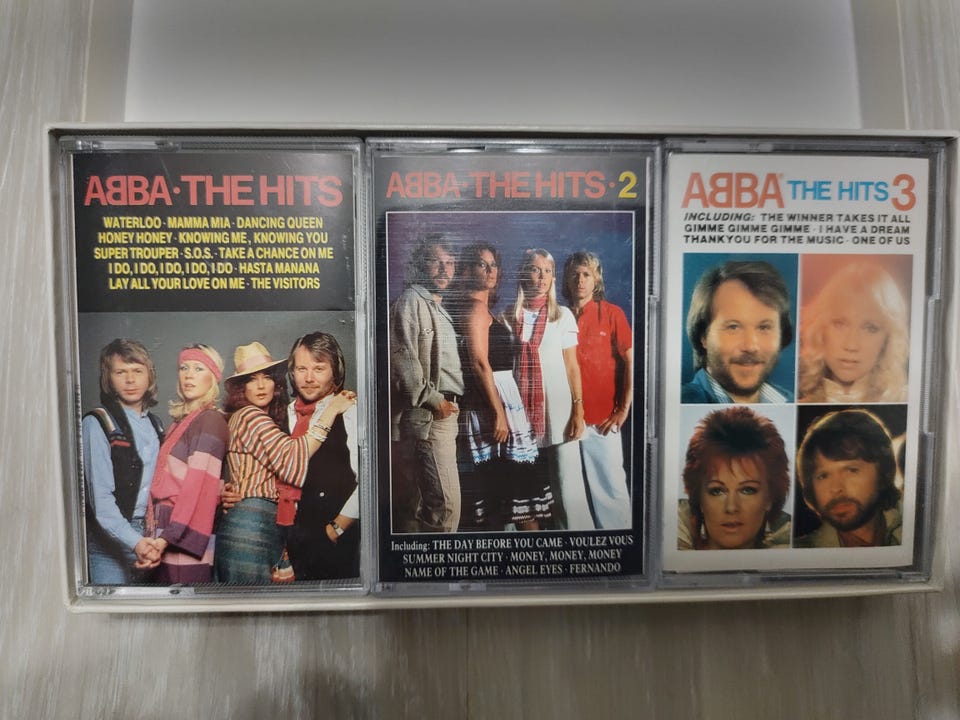 ABBA·THE HITS
WATERLOO · MAMMA MIA · DANCING QUEEN
HONEY HONEY · KNOWING ME, KNOWING YOU
SUPER TROUPER · S.O.S. · TAKE A CHANCE ON ME
I DO, I DO, I DO, I DO, I DO · HASTA MANANA
LAY ALL YOUR LOVE ON ME · THE VISITORS
ABBA·THE HITS·2
Including: THE DAY BEFORE YOU CAME · VOULEZ VOUS
SUMMER NIGHT CITY · MONEY, MONEY, MONEY
NAME OF THE GAME · ANGEL EYES · FERNANDO
ABBA THE HITS 3
INCLUDING: THE WINNER TAKES IT ALL
GIMME GIMME GIMME · I HAVE A DREAM
THANKYOU FOR THE MUSIC · ONE OF US